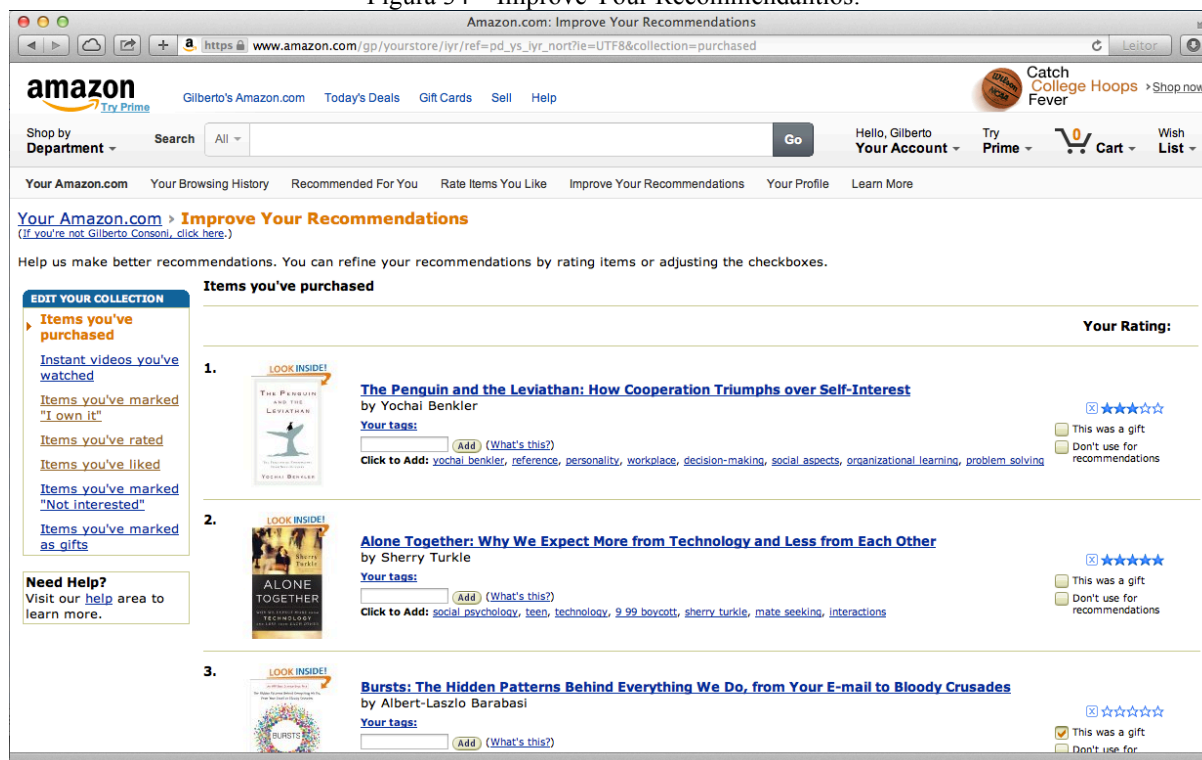 Figura 34 – Improve Your Recommendantios.
Amazon.com: Improve Your Recommendations
https www.amazon.com/gp/yourstore/iyr/ref=pd_ys_iyr_nort?ie=UTF8&collection=purchased
Leitor
amazon
Try Prime
Gilberto's Amazon.com Today's Deals Gift Cards Sell Help
Catch
College Hoops
Fever
Shop now
Shop by
Department
Search All Go
Hello, Gilberto
Your Account
Try
Prime
0
Cart
Wish
List
Your Amazon.com Your Browsing History Recommended For You Rate Items You Like Improve Your Recommendations Your Profile Learn More
Your Amazon.com › Improve Your Recommendations
(If you're not Gilberto Consoni, click here.)
Help us make better recommendations. You can refine your recommendations by rating items or adjusting the checkboxes.
EDIT YOUR COLLECTION
Items you've
purchased
Instant videos you've
watched
Items you've marked
"I own it"
Items you've rated
Items you've liked
Items you've marked
"Not interested"
Items you've marked
as gifts
Need Help?
Visit our help area to
learn more.
Items you've purchased
Your Rating:
1.
LOOK INSIDE!
THE PENGUIN
AND THE
LEVIATHAN
YOCHAI BENKLER
The Penguin and the Leviathan: How Cooperation Triumphs over Self-Interest
by Yochai Benkler
Your tags:
Add (What's this?)
Click to Add: yochai benkler, reference, personality, workplace, decision-making, social aspects, organizational learning, problem solving
This was a gift
Don't use for
recommendations
2.
LOOK INSIDE!
Sherry
Turkle
ALONE
TOGETHER
Alone Together: Why We Expect More from Technology and Less from Each Other
by Sherry Turkle
Your tags:
Add (What's this?)
Click to Add: social psychology, teen, technology, 9 99 boycott, sherry turkle, mate seeking, interactions
This was a gift
Don't use for
recommendations
3.
LOOK INSIDE!
BURSTS
Bursts: The Hidden Patterns Behind Everything We Do, from Your E-mail to Bloody Crusades
by Albert-Laszlo Barabasi
Your tags:
Add (What's this?)
This was a gift
Don't use for